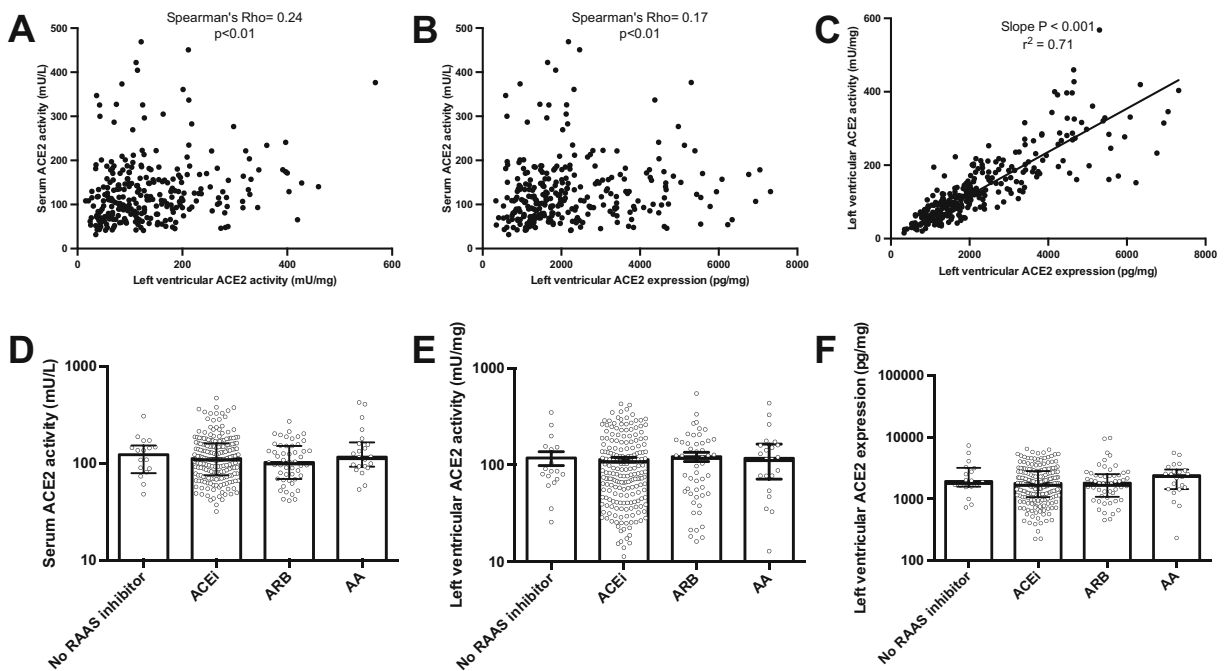 A
Spearman's Rho= 0.24
p<0.01
Serum ACE2 activity (mU/L)
500
400
300
200
100
0
0 200 400 600
Left ventricular ACE2 activity (mU/mg)
B
Spearman's Rho= 0.17
p<0.01
Serum ACE2 activity (mU/L)
500
400
300
200
100
0
0 2000 4000 6000 8000
Left ventricular ACE2 expression (pg/mg)
C
Slope P < 0.001
r² = 0.71
Left ventricular ACE2 activity (mU/mg)
600
400
200
0
0 2000 4000 6000 8000
Left ventricular ACE2 expression (pg/mg)
D
Serum ACE2 activity (mU/L)
1000
100
10
No RAAS inhibitor
ACEi
ARB
AA
E
Left ventricular ACE2 activity (mU/mg)
1000
100
10
No RAAS inhibitor
ACEi
ARB
AA
F
Left ventricular ACE2 expression (pg/mg)
100000
10000
1000
100
No RAAS inhibitor
ACEi
ARB
AA